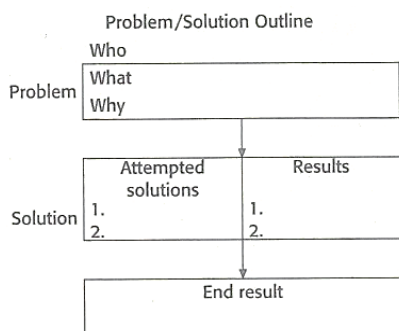 Problem/Solution Outline
Who
Problem
What
Why
Attempted
solutions
Results
Solution
1.
2.
1.
2.
End result